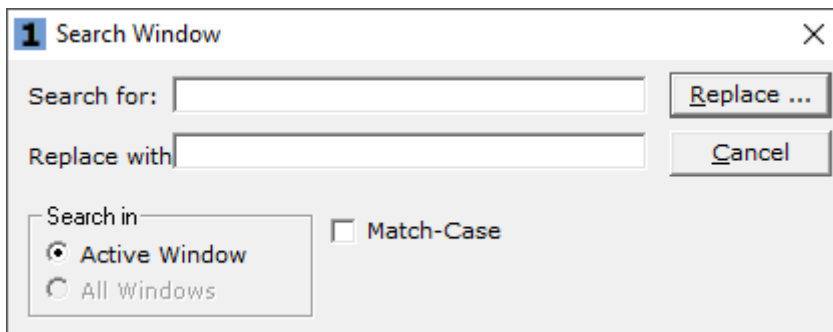 1 Search Window
Search for:
Replace ...
Replace with
Cancel
Search in
Active Window
Match-Case
All Windows